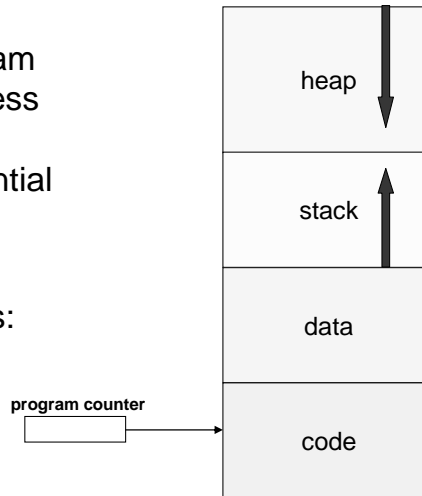 am
ess
ntial
s:
heap
stack
data
program counter
code